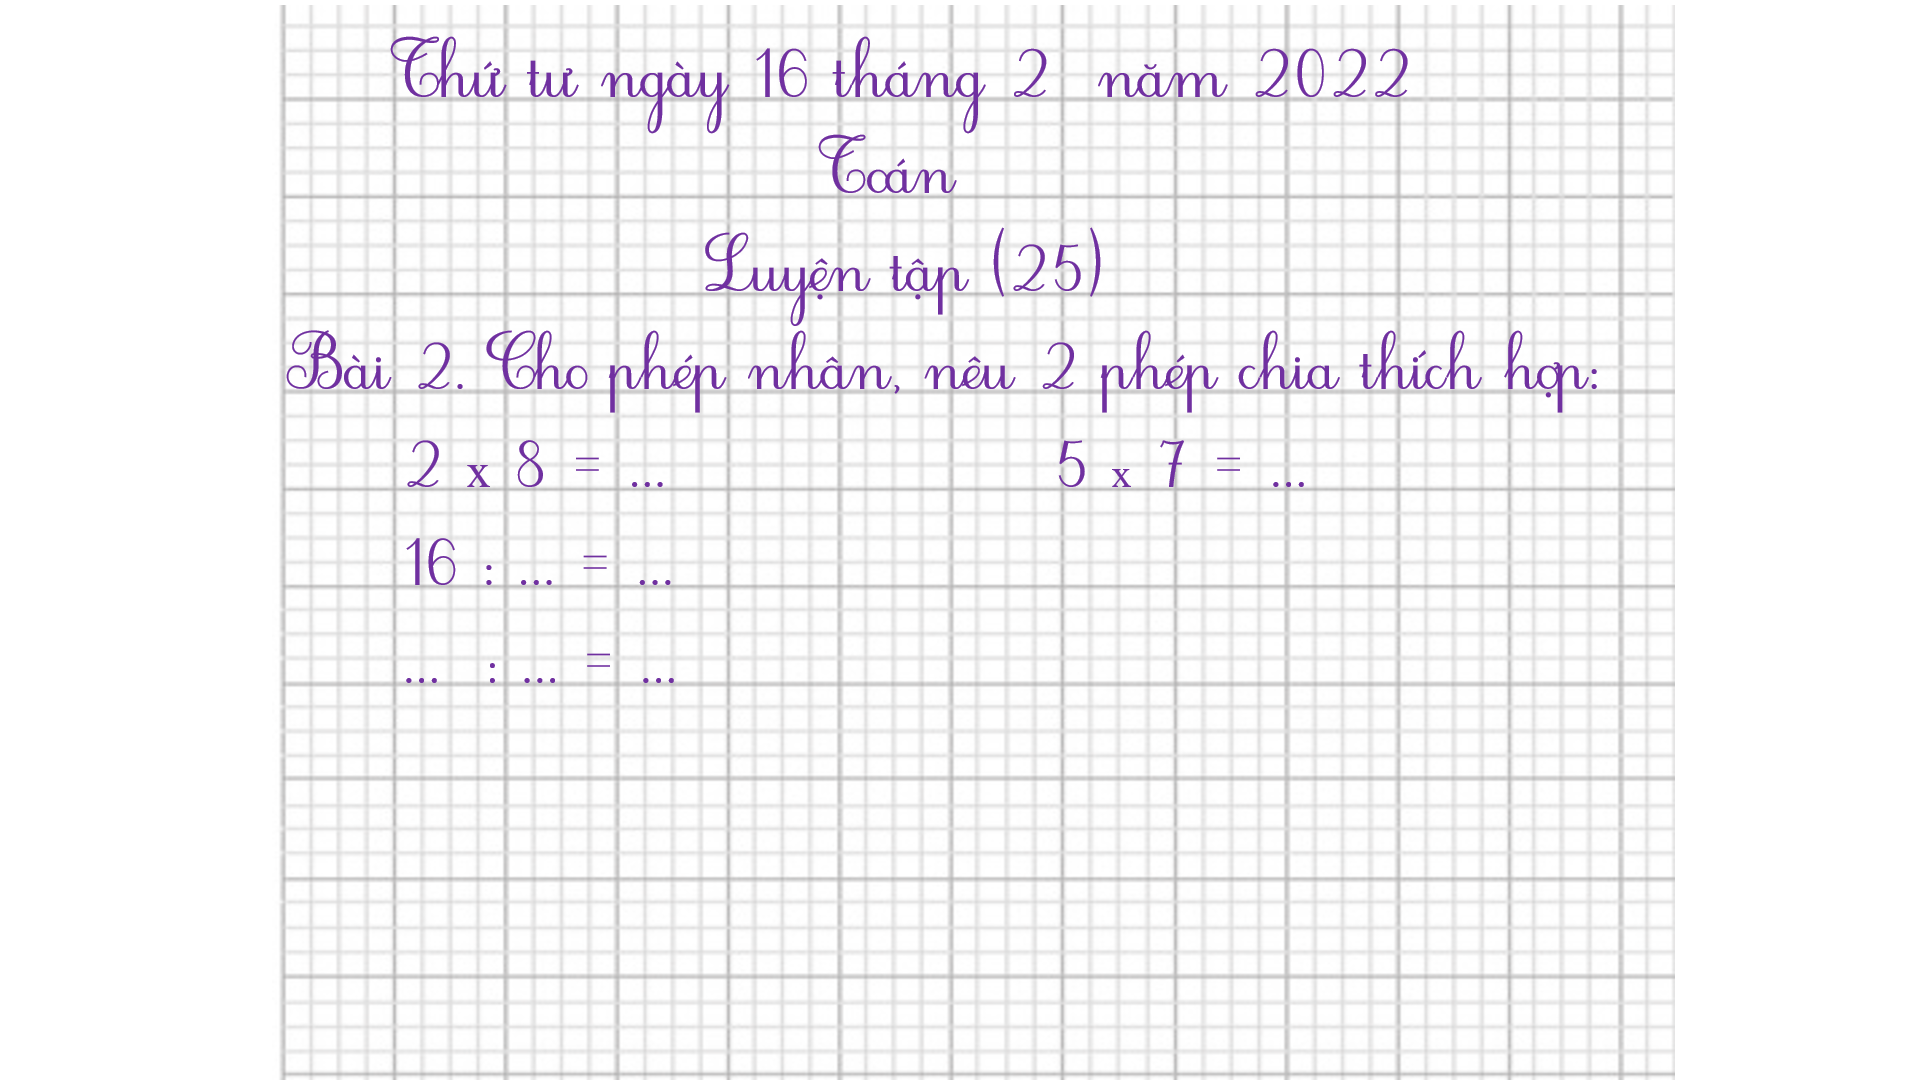 Thứ tư ngày 16 tháng 2 năm 2022
Toán
Luyện tập (25)
Bài 2. Cho phép nhân, nêu 2 phép chia thích hợp:
2 x 8 = ... 5 x 7 = ...
16 : ... = ...
... : ... = ...